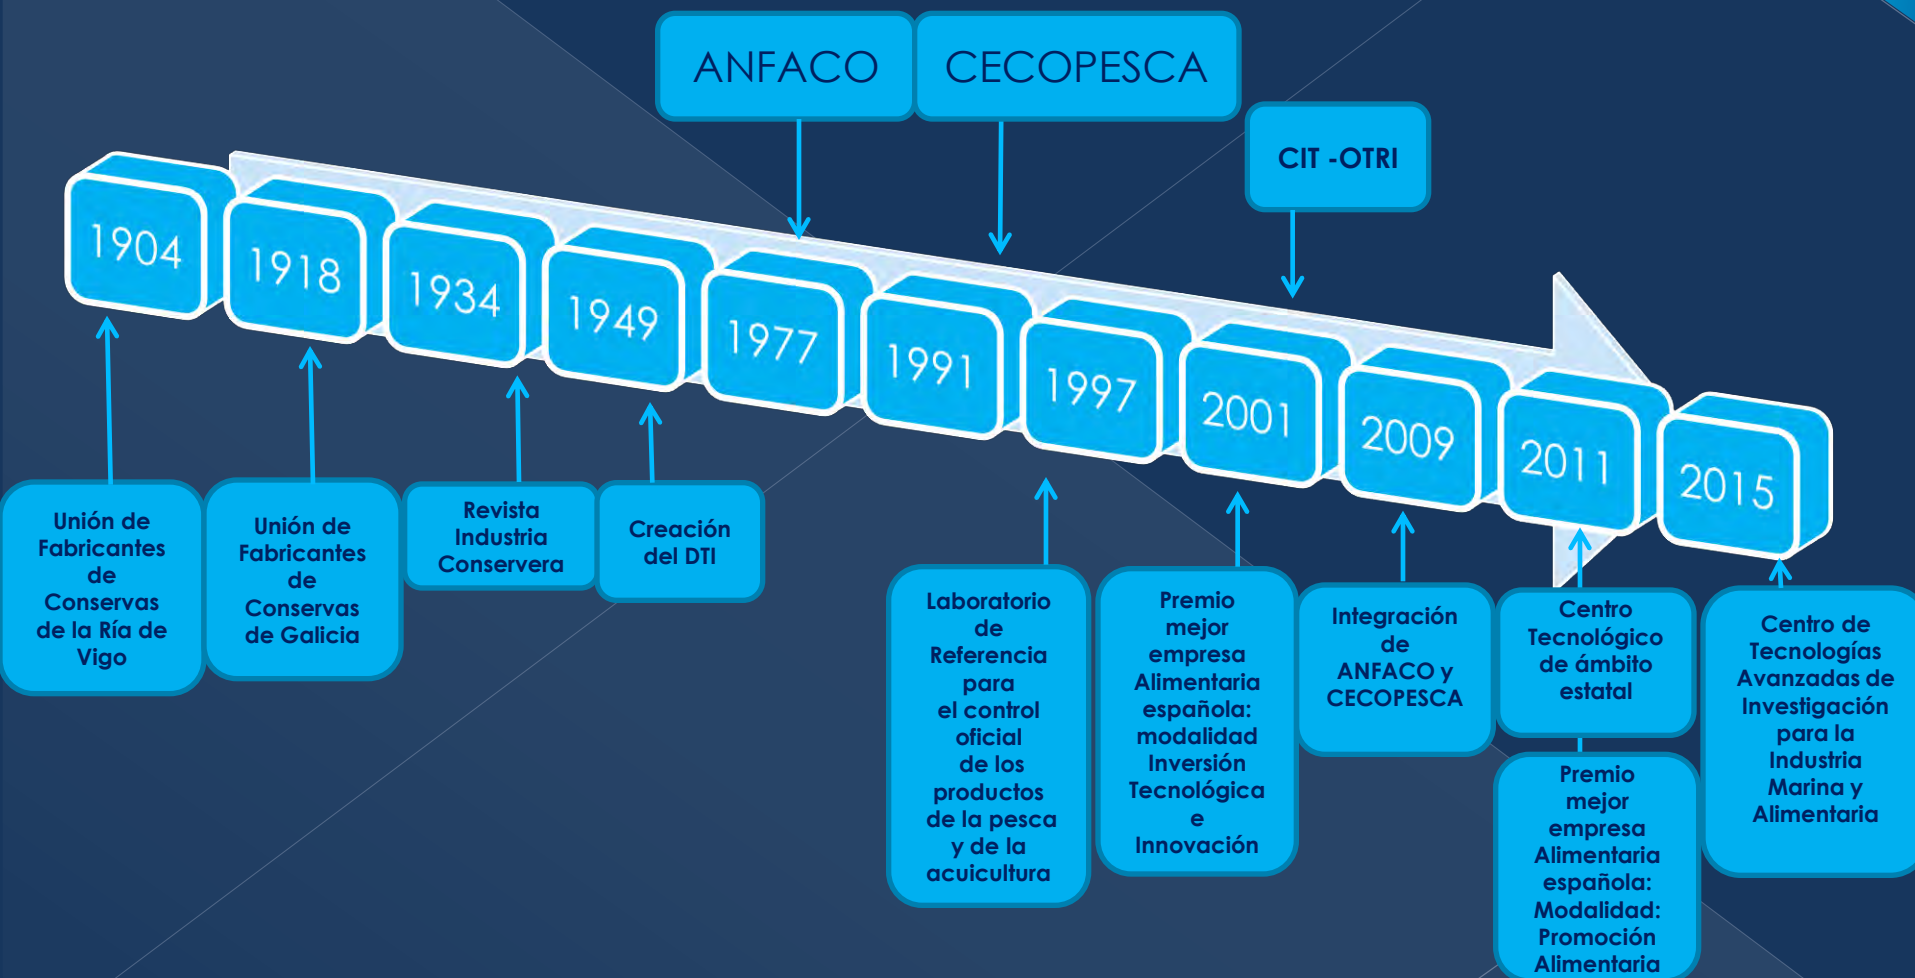 ANFACO
CECOPESCA
CIT -OTRI
1904
1918
1934
1949
1977
1991
1997
2001
2009
2011
2015
Unión de
Fabricantes
de
Conservas
de la Ría de
Vigo
Unión de
Fabricantes
de
Conservas
de Galicia
Revista
Industria
Conservera
Creación
del DTI
Laboratorio
de
Referencia
para
el control
oficial
de los
productos
de la pesca
y de la
acuicultura
Premio
mejor
empresa
Alimentaria
española:
modalidad
Inversión
Tecnológica
e
Innovación
Integración
de
ANFACO y
CECOPESCA
Centro
Tecnológico
de ámbito
estatal
Premio
mejor
empresa
Alimentaria
española:
Modalidad:
Promoción
Alimentaria
Centro de
Tecnologías
Avanzadas de
Investigación
para la
Industria
Marina y
Alimentaria